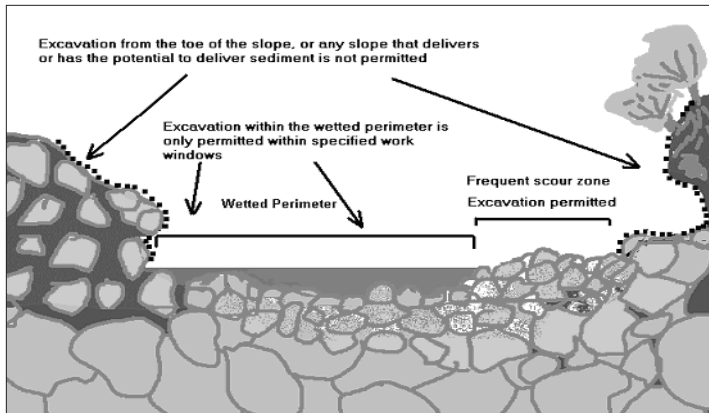 Excavation from the toe of the slope, or any slope that delivers
or has the potential to deliver sediment is not permitted
Excavation within the wetted perimeter is
only permitted within specified work
windows
Wetted Perimeter
Frequent scour zone
Excavation permitted